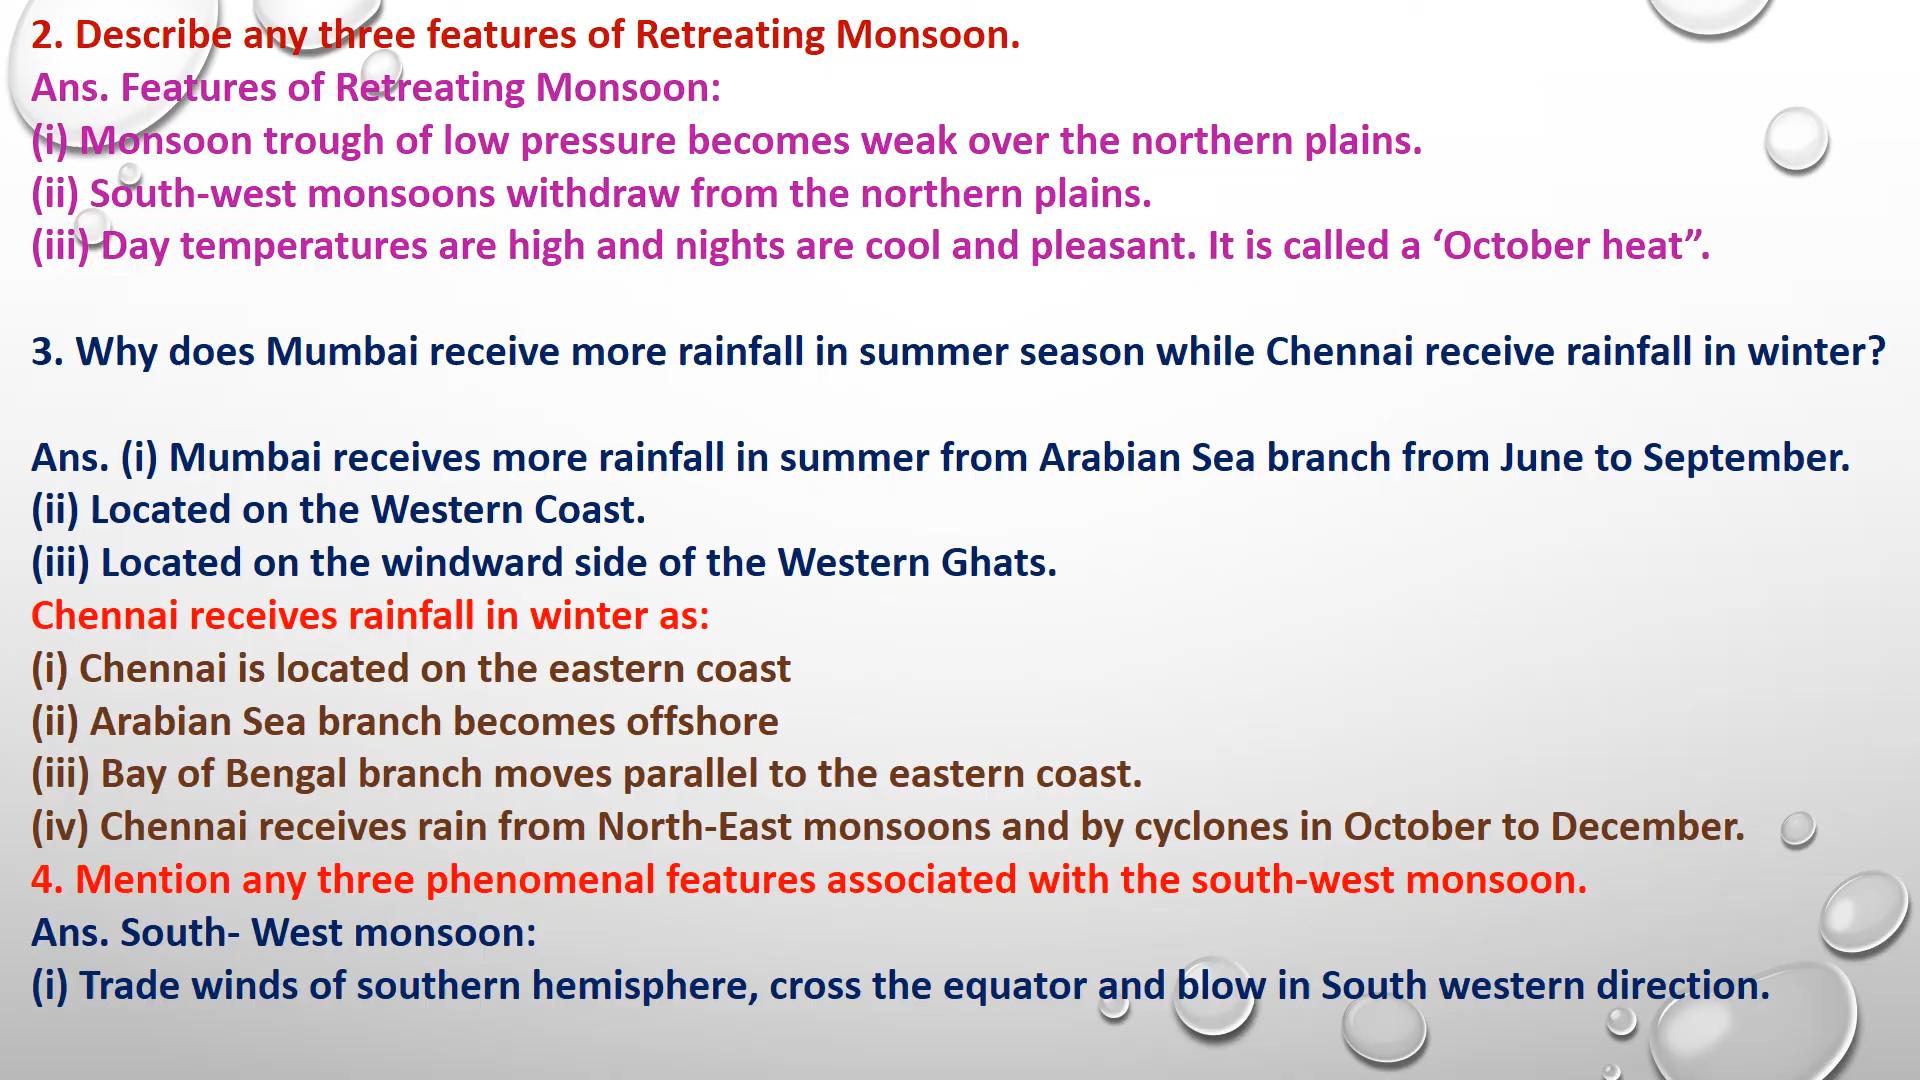 2. Describe any three features of Retreating Monsoon.
Ans. Features of Retreating Monsoon:
(i) Monsoon trough of low pressure becomes weak over the northern plains.
(ii) South-west monsoons withdraw from the northern plains.
(iii) Day temperatures are high and nights are cool and pleasant. It is called a ‘October heat”.
3. Why does Mumbai receive more rainfall in summer season while Chennai receive rainfall in winter?
Ans. (i) Mumbai receives more rainfall in summer from Arabian Sea branch from June to September.
(ii) Located on the Western Coast.
(iii) Located on the windward side of the Western Ghats.
Chennai receives rainfall in winter as:
(i) Chennai is located on the eastern coast
(ii) Arabian Sea branch becomes offshore
(iii) Bay of Bengal branch moves parallel to the eastern coast.
(iv) Chennai receives rain from North-East monsoons and by cyclones in October to December.
4. Mention any three phenomenal features associated with the south-west monsoon.
Ans. South- West monsoon:
(i) Trade winds of southern hemisphere, cross the equator and blow in South western direction.